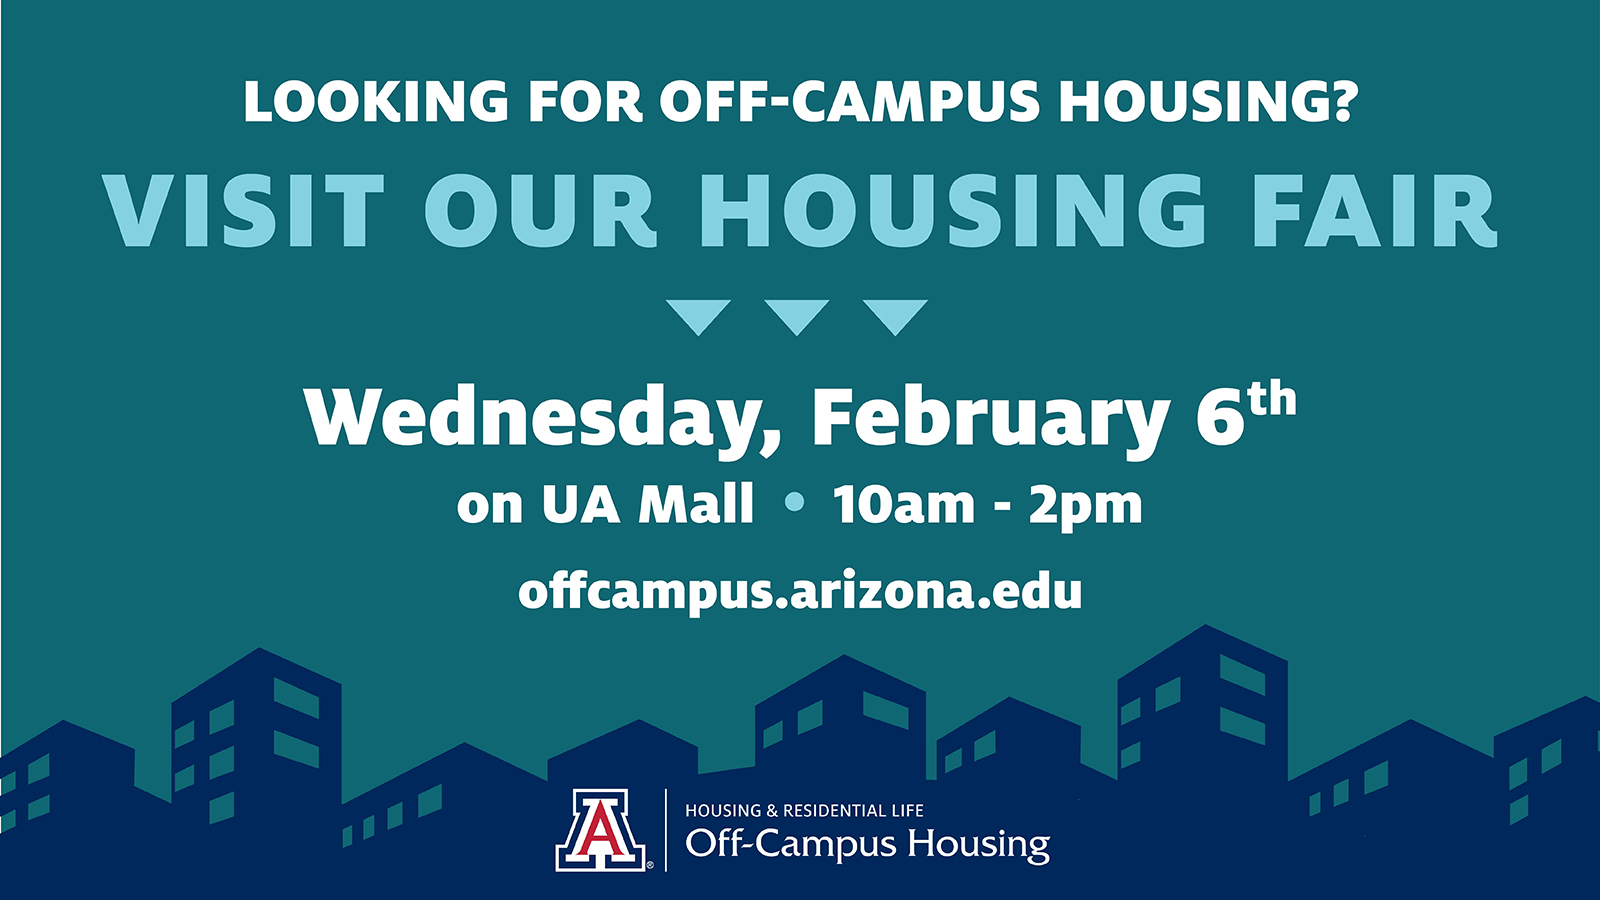 LOOKING FOR OFF-CAMPUS HOUSING?
VISIT OUR HOUSING FAIR
Wednesday, February 6th
on UA Mall • 10am - 2pm
offcampus.arizona.edu
A®
HOUSING & RESIDENTIAL LIFE
Off-Campus Housing